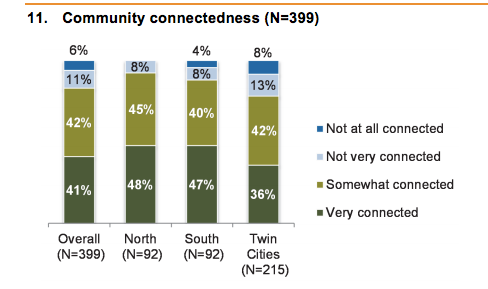 11. Community connectedness (N=399)
6% 4% 8%
11% 8% 8% 13%
42% 45% 40% 42%
41% 48% 47% 36%
Not at all connected
Not very connected
Somewhat connected
Very connected
Overall North South Twin
(N=399) (N=92) (N=92) Cities
(N=215)